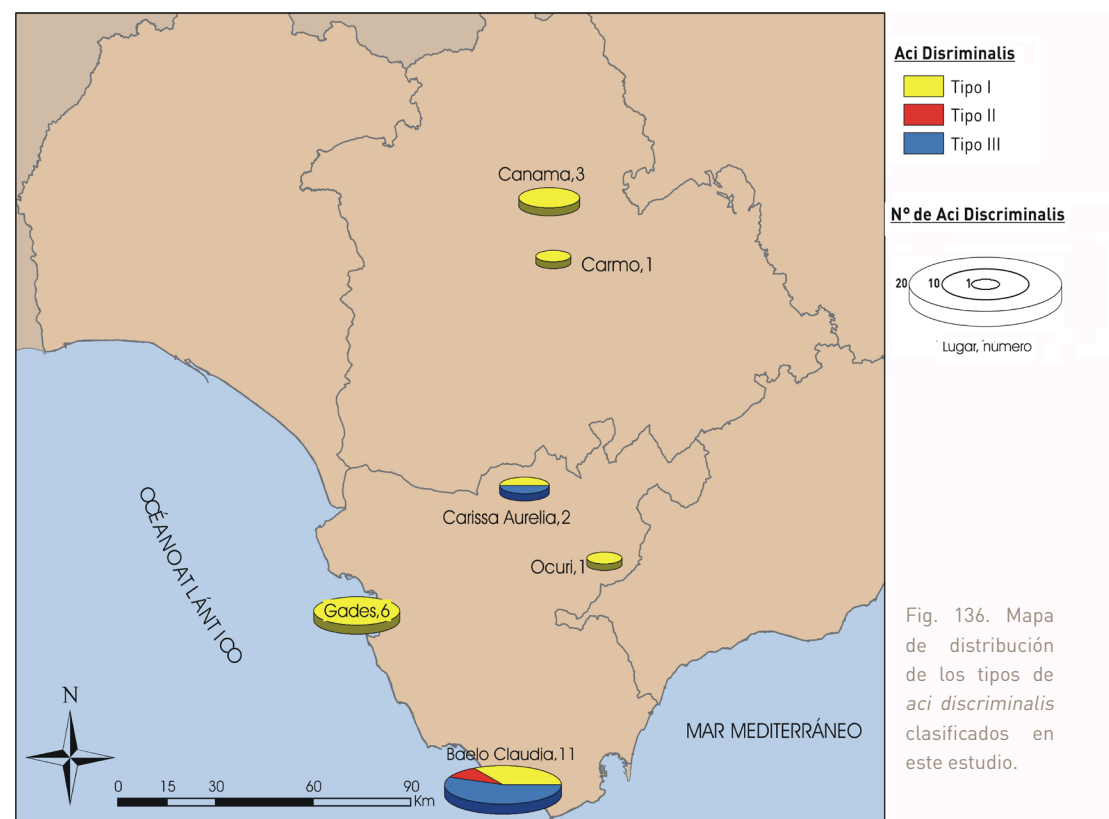 Aci Disriminalis
Tipo I
Tipo II
Tipo III
N° de Aci Discriminalis
20 10 1
Lugar, número
Canama,3
Carmo,1
Carissa Aurelia,2
Ocuri,1
Gades,6
Baelo Claudia,11
OCÉANO ATLÁNTICO
MAR MEDITERRÁNEO
N
0 15 30 60 90
Km
Fig. 136. Mapa
de distribución
de los tipos de
aci discriminalis
clasificados en
este estudio.